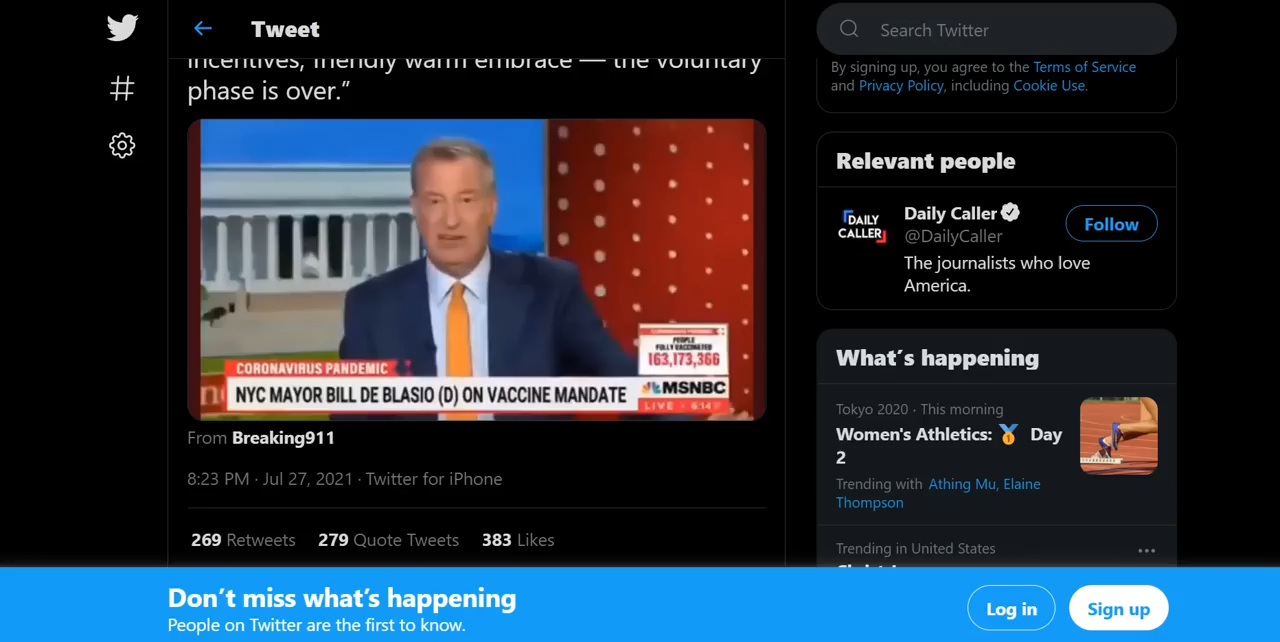 Tweet
incentives, friendly warm embrace — the voluntary
phase is over.”
CORONAVIRUS PANDEMIC
NYC MAYOR BILL DE BLASIO (D) ON VACCINE MANDATE
PEOPLE
FULLY VACCINATED
163,173,366
MSNBC
LIVE
6:14
From Breaking911
8:23 PM · Jul 27, 2021 · Twitter for iPhone
269 Retweets 279 Quote Tweets 383 Likes
Search Twitter
By signing up, you agree to the Terms of Service
and Privacy Policy, including Cookie Use.
Relevant people
DAILY
CALLER
Daily Caller
@DailyCaller
Follow
The journalists who love
America.
What’s happening
Tokyo 2020 · This morning
Women's Athletics: 🥇 Day
2
Trending with Athing Mu, Elaine
Thompson
Trending in United States
Don’t miss what’s happening
People on Twitter are the first to know.
Log in
Sign up